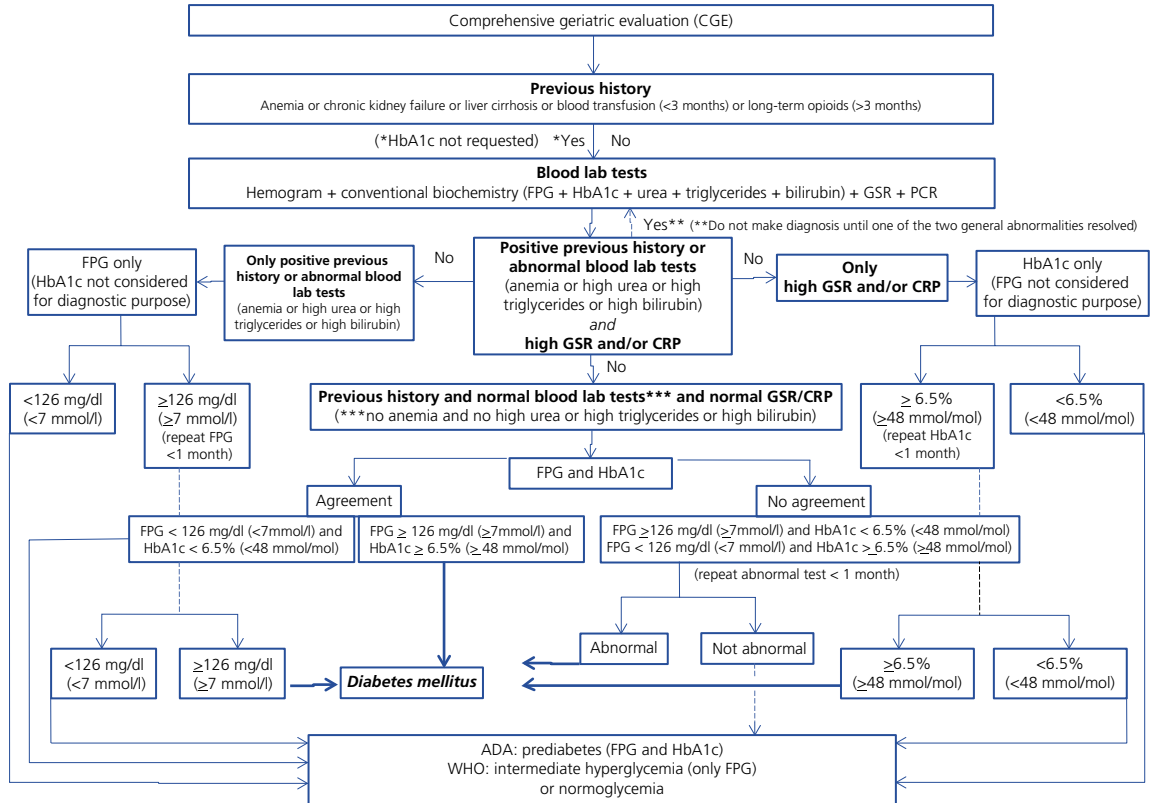 Comprehensive geriatric evaluation (CGE)
Previous history
Anemia or chronic kidney failure or liver cirrhosis or blood transfusion (<3 months) or long-term opioids (>3 months)
(*HbA1c not requested) *Yes No
Blood lab tests
Hemogram + conventional biochemistry (FPG + HbA1c + urea + triglycerides + bilirubin) + GSR + PCR
Yes** (**Do not make diagnosis until one of the two general abnormalities resolved)
FPG only
(HbA1c not considered
for diagnostic purpose)
Only positive previous
history or abnormal blood
lab tests
(anemia or high urea or high
triglycerides or high bilirubin)
No
Positive previous history or
abnormal blood lab tests
(anemia or high urea or high
triglycerides or high bilirubin)
and
high GSR and/or CRP
No
Only
high GSR and/or CRP
HbA1c only
(FPG not considered
for diagnostic purpose)
No
<126 mg/dl
(<7 mmol/l)
≥126 mg/dl
(≥7 mmol/l)
(repeat FPG
<1 month)
Previous history and normal blood lab tests*** and normal GSR/CRP
(***no anemia and no high urea or high triglycerides or high bilirubin)
≥ 6.5%
(≥48 mmol/mol)
(repeat HbA1c
<1 month)
<6.5%
(<48 mmol/mol)
FPG and HbA1c
Agreement
No agreement
FPG < 126 mg/dl (<7mmol/l) and
HbA1c < 6.5% (<48 mmol/mol)
FPG ≥ 126 mg/dl (≥7mmol/l) and
HbA1c ≥ 6.5% (≥ 48 mmol/mol)
FPG ≥126 mg/dl (≥7mmol/l) and HbA1c < 6.5% (<48 mmol/mol)
FPG < 126 mg/dl (<7 mmol/l) and HbA1c ≥6.5% (≥48 mmol/mol)
(repeat abnormal test < 1 month)
Abnormal
Not abnormal
<126 mg/dl
(<7 mmol/l)
≥126 mg/dl
(≥7 mmol/l)
Diabetes mellitus
≥6.5%
(≥48 mmol/mol)
<6.5%
(<48 mmol/mol)
ADA: prediabetes (FPG and HbA1c)
WHO: intermediate hyperglycemia (only FPG)
or normoglycemia